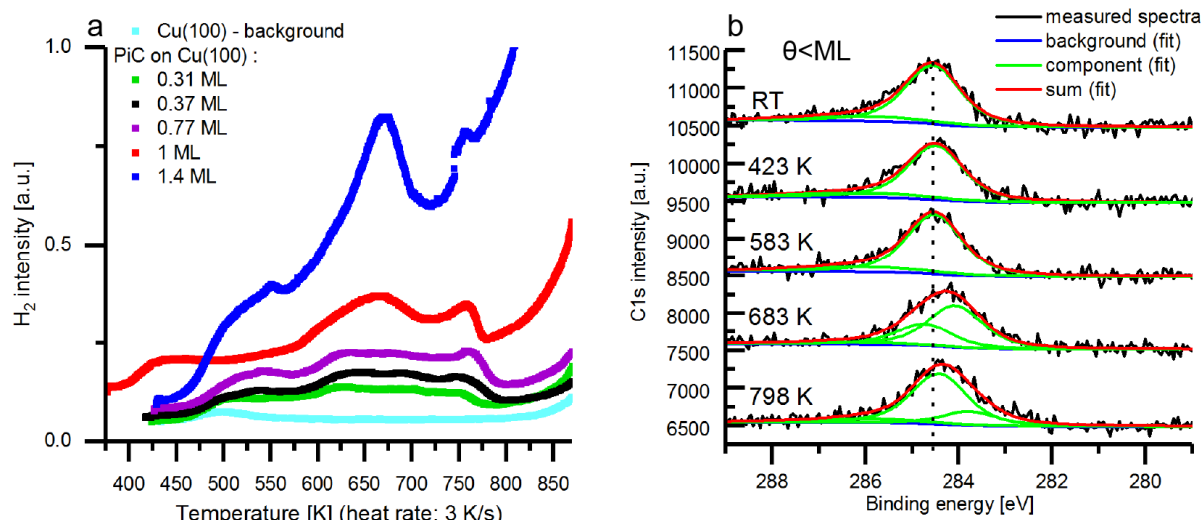 a
Cu(100) - background
PiC on Cu(100) :
0.31 ML
0.37 ML
0.77 ML
1 ML
1.4 ML
1.0
0.5
0.0
H2 intensity [a.u.]
400 450 500 550 600 650 700 750 800 850
Temperature [K] (heat rate: 3 K/s)
b
θ<ML
measured spectra
background (fit)
component (fit)
sum (fit)
11500
11000
10500
10000
9500
9000
8500
8000
7500
7000
6500
RT
423 K
583 K
683 K
798 K
C1s intensity [a.u.]
288 286 284 282 280
Binding energy [eV]